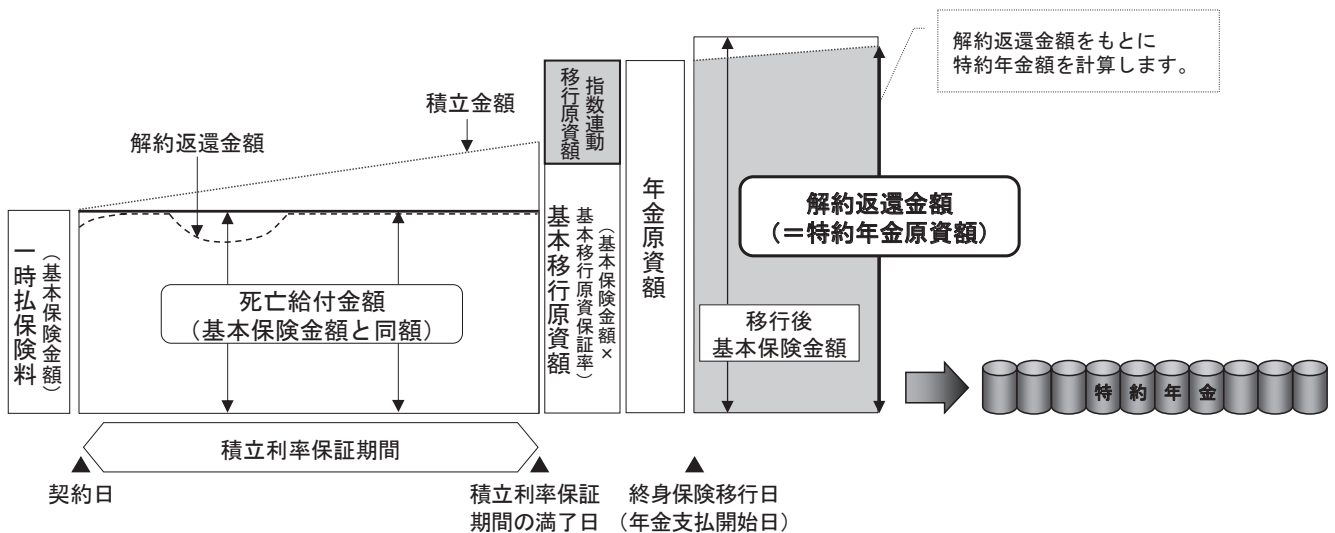 解約返還金額をもとに
特約年金額を計算します。
積立金額
解約返還金額
一時払保険料
（基本保険金額）
死亡給付金額
（基本保険金額と同額）
指数連動
移行原資額
基本移行原資額
（基本保険金額×
基本移行原資保証率）
年金原資額
解約返還金額
（＝特約年金原資額）
移行後
基本保険金額
特約年金
積立利率保証期間
契約日
積立利率保証
期間の満了日
終身保険移行日
（年金支払開始日）